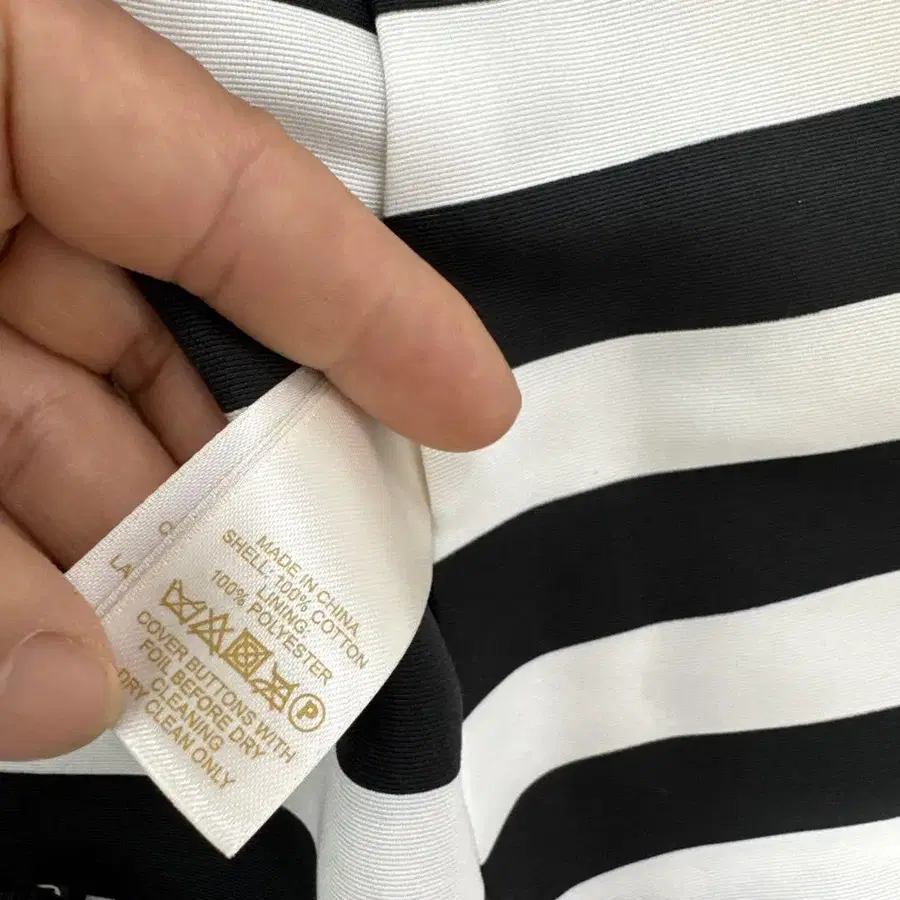 MADE IN CHINA
SHELL: 100% COTTON
LINING:
100% POLYESTER
P
COVER BUTTONS WITH
FOIL BEFORE DRY
CLEANING
DRY CLEAN ONLY